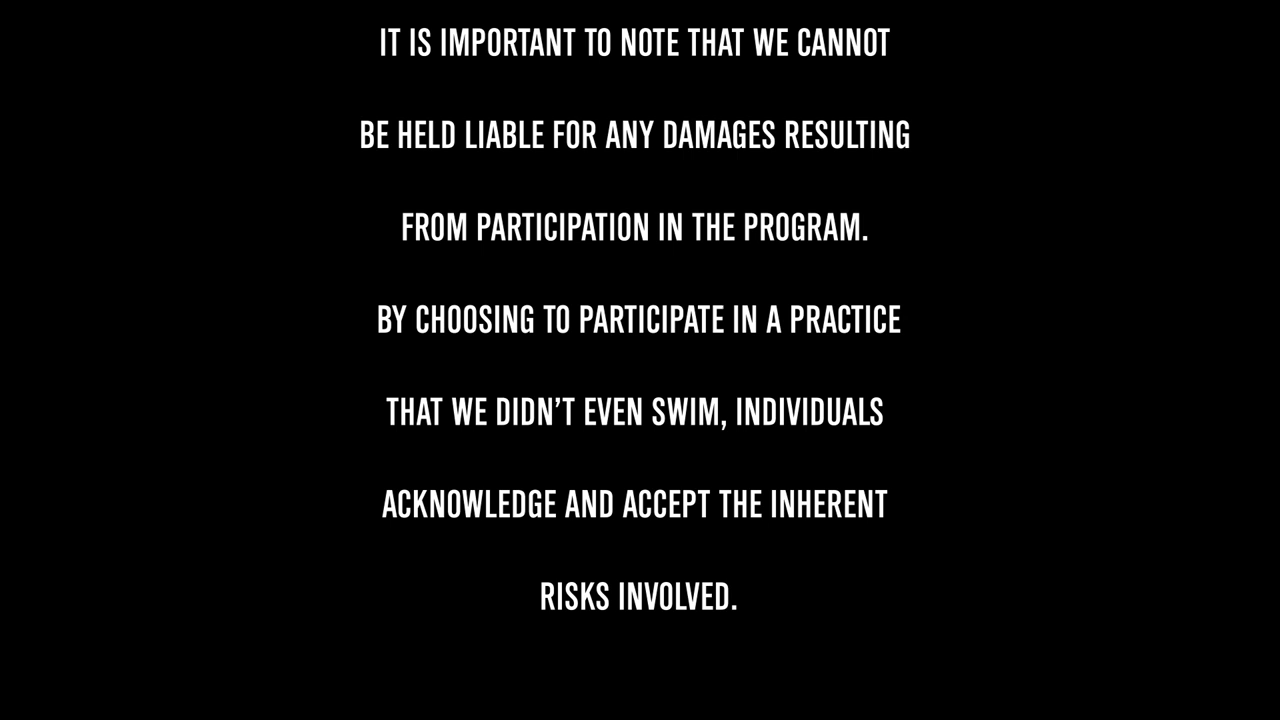 IT IS IMPORTANT TO NOTE THAT WE CANNOT
BE HELD LIABLE FOR ANY DAMAGES RESULTING
FROM PARTICIPATION IN THE PROGRAM.
BY CHOOSING TO PARTICIPATE IN A PRACTICE
THAT WE DIDN’T EVEN SWIM, INDIVIDUALS
ACKNOWLEDGE AND ACCEPT THE INHERENT
RISKS INVOLVED.